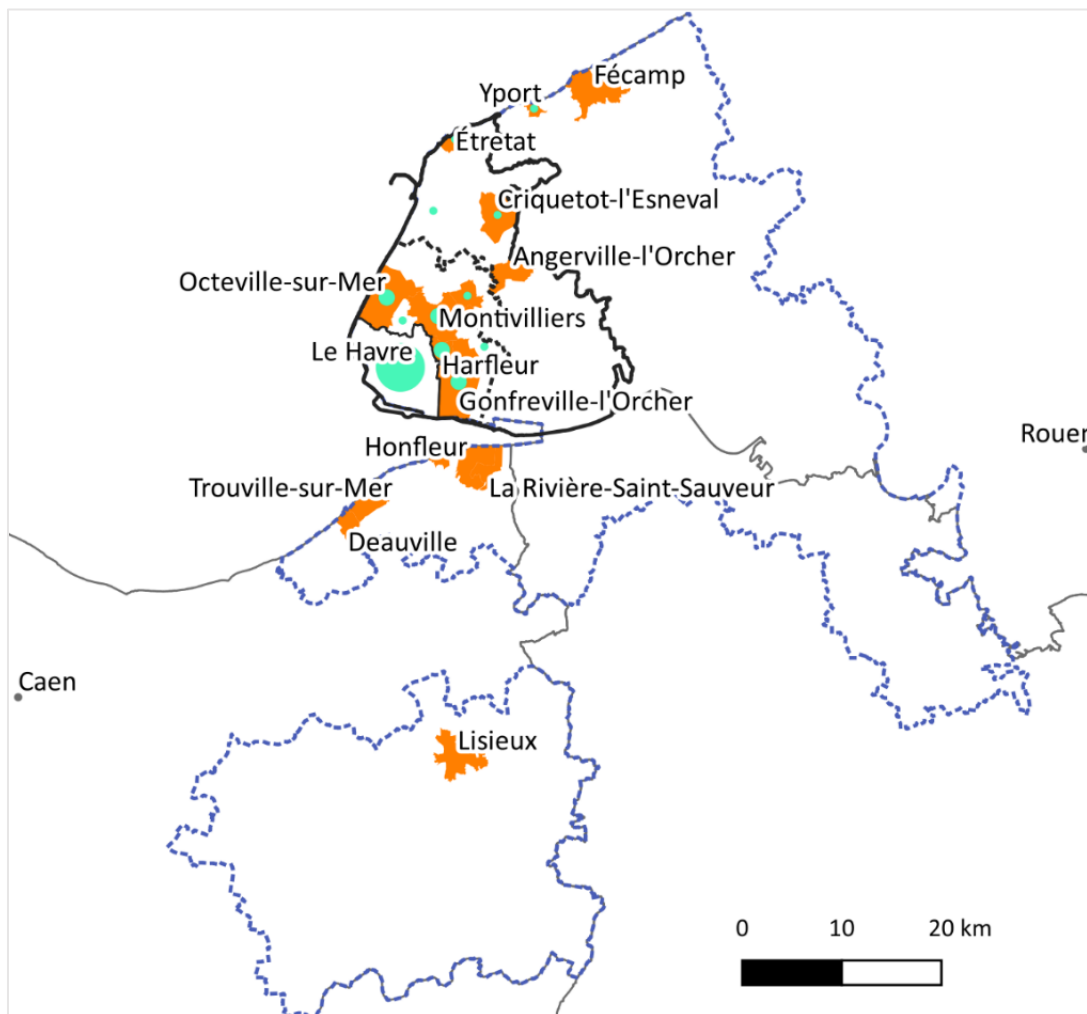 Fécamp
Yport
Étretat
Criquetot-l'Esneval
Angerville-l'Orcher
Octeville-sur-Mer
Montivilliers
Le Havre
Harfleur
Gonfreville-l'Orcher
Honfleur
Rouen
Trouville-sur-Mer
La Rivière-Saint-Sauveur
Deauville
Caen
Lisieux
0 10 20 km